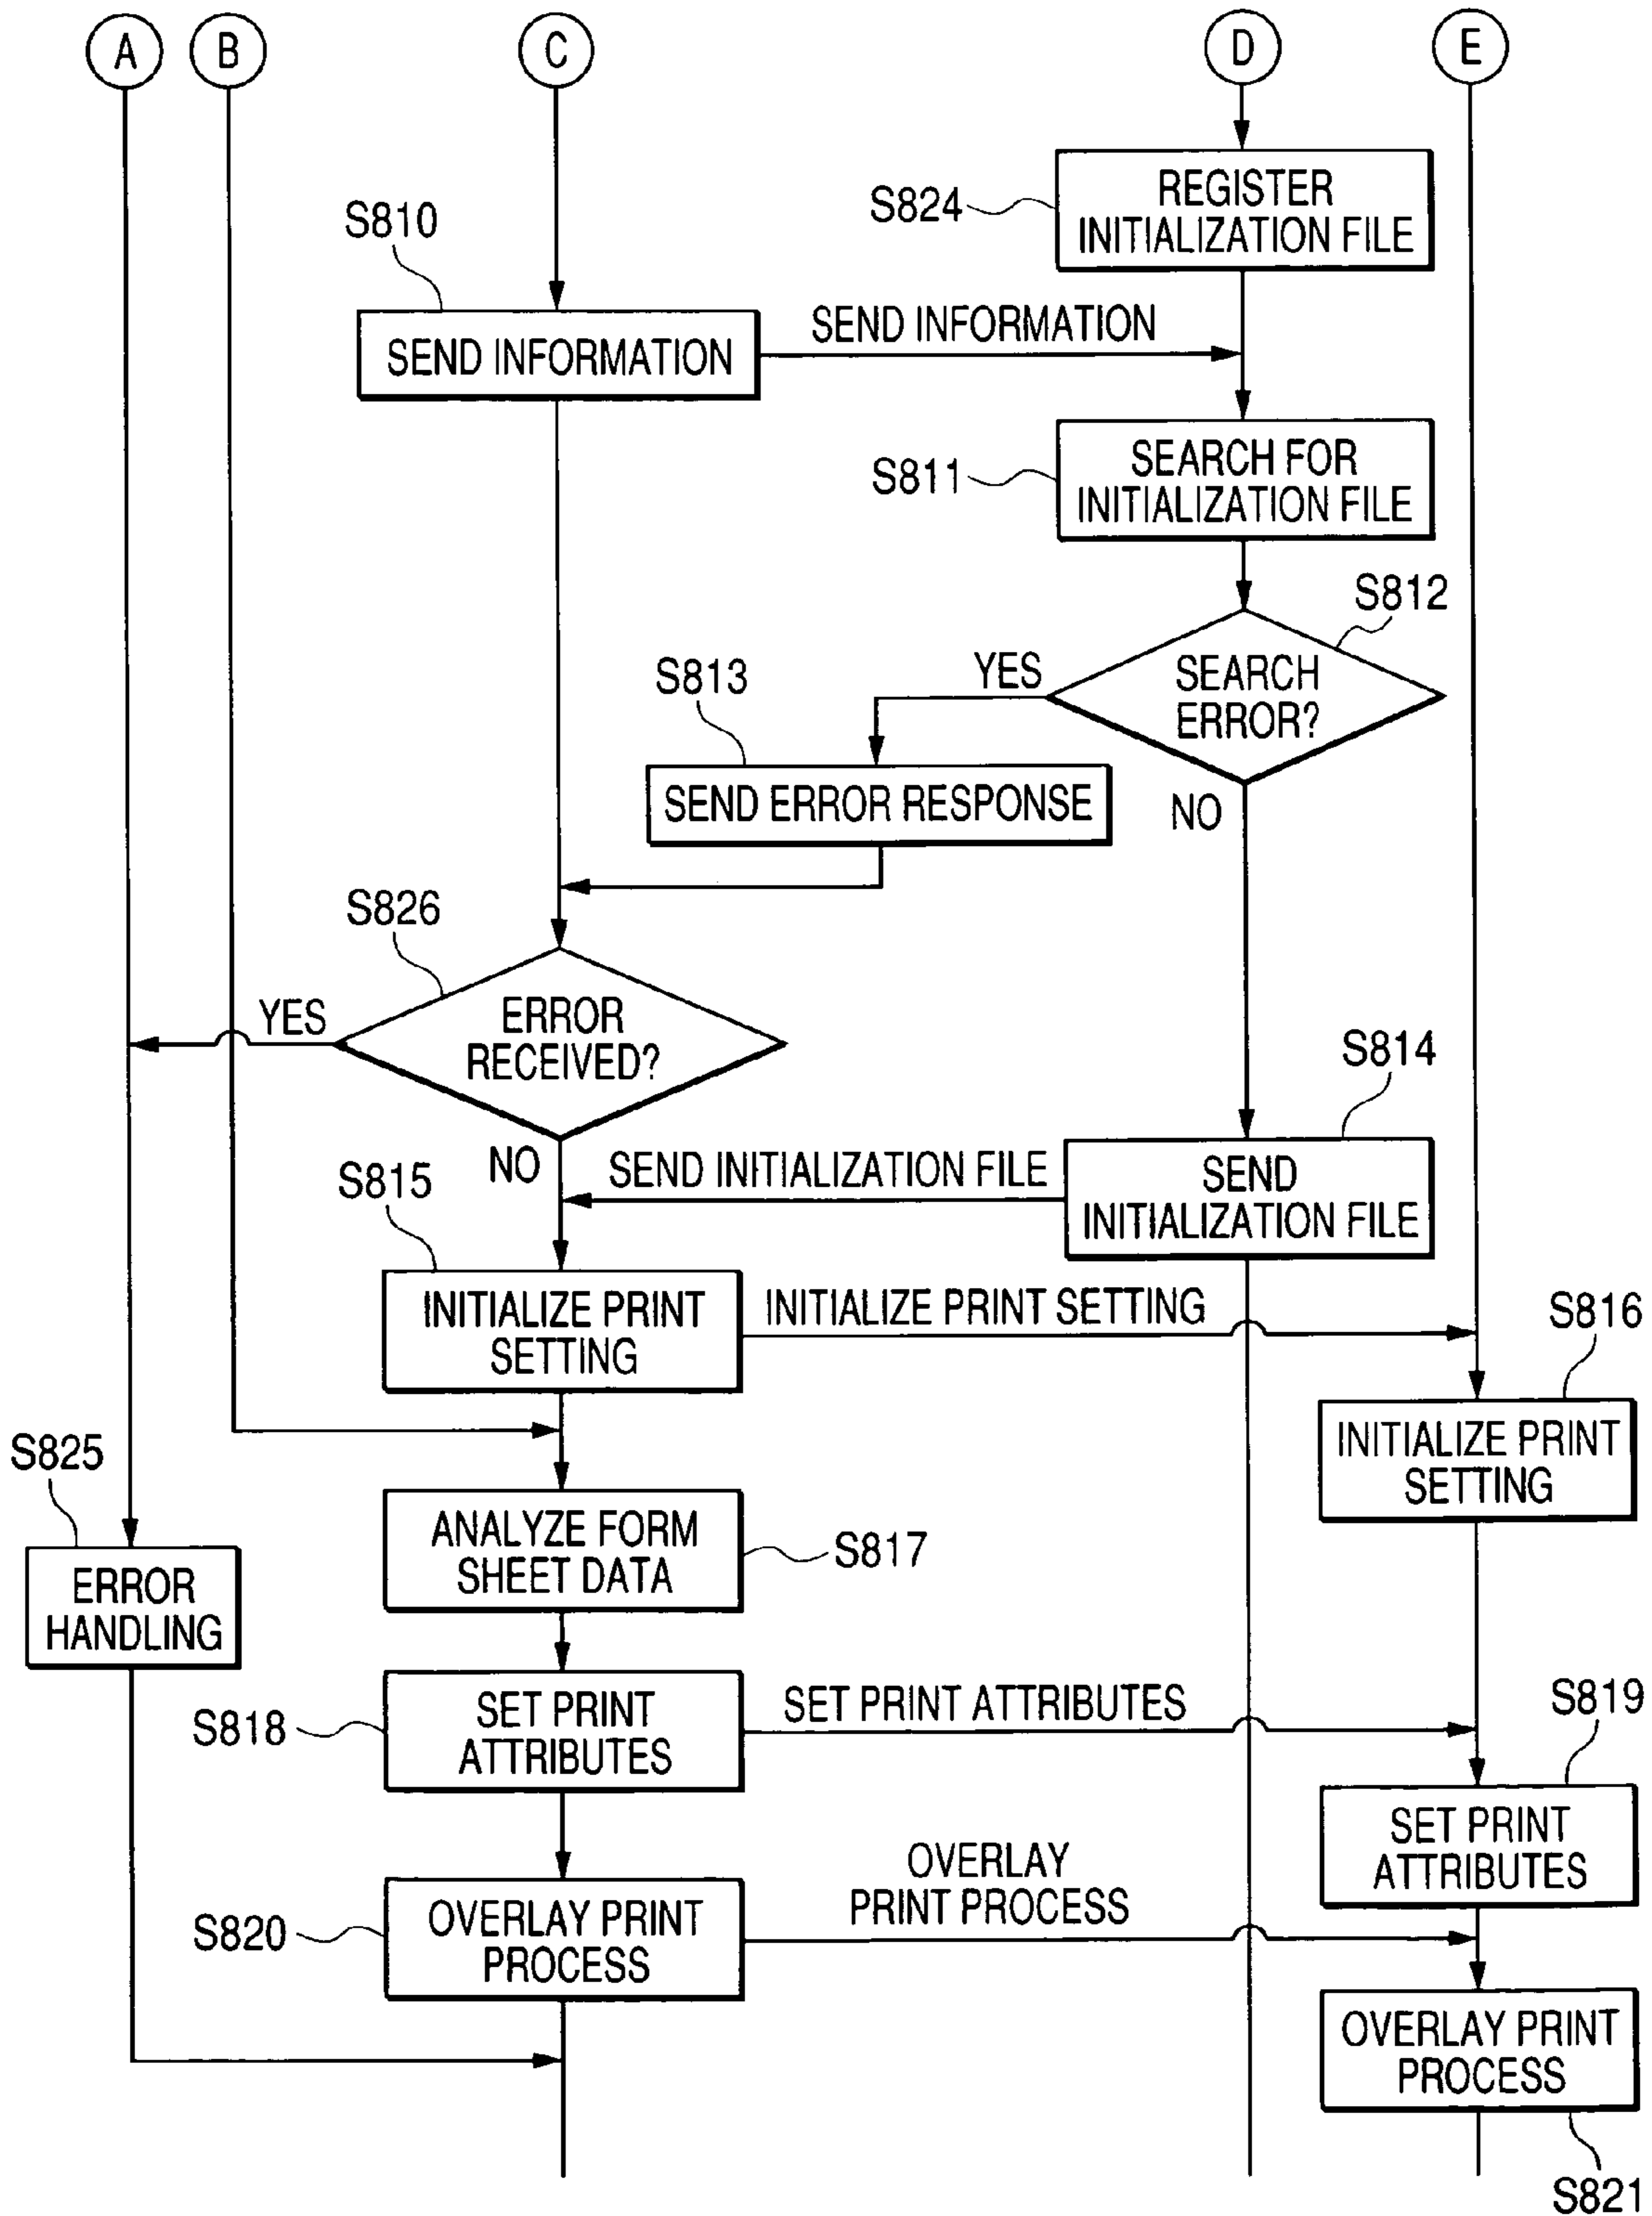 A
B
C
D
E
REGISTER
INITIALIZATION FILE
S824
S810
SEND INFORMATION
SEND INFORMATION
SEARCH FOR
INITIALIZATION FILE
S811
S812
SEARCH
ERROR?
YES
NO
S813
SEND ERROR RESPONSE
S826
ERROR
RECEIVED?
YES
NO
S814
SEND
INITIALIZATION FILE
SEND INITIALIZATION FILE
S815
INITIALIZE PRINT
SETTING
INITIALIZE PRINT SETTING
S816
INITIALIZE PRINT
SETTING
S825
ERROR
HANDLING
ANALYZE FORM
SHEET DATA
S817
S818
SET PRINT
ATTRIBUTES
SET PRINT ATTRIBUTES
S819
SET PRINT
ATTRIBUTES
S820
OVERLAY PRINT
PROCESS
OVERLAY
PRINT PROCESS
OVERLAY PRINT
PROCESS
S821